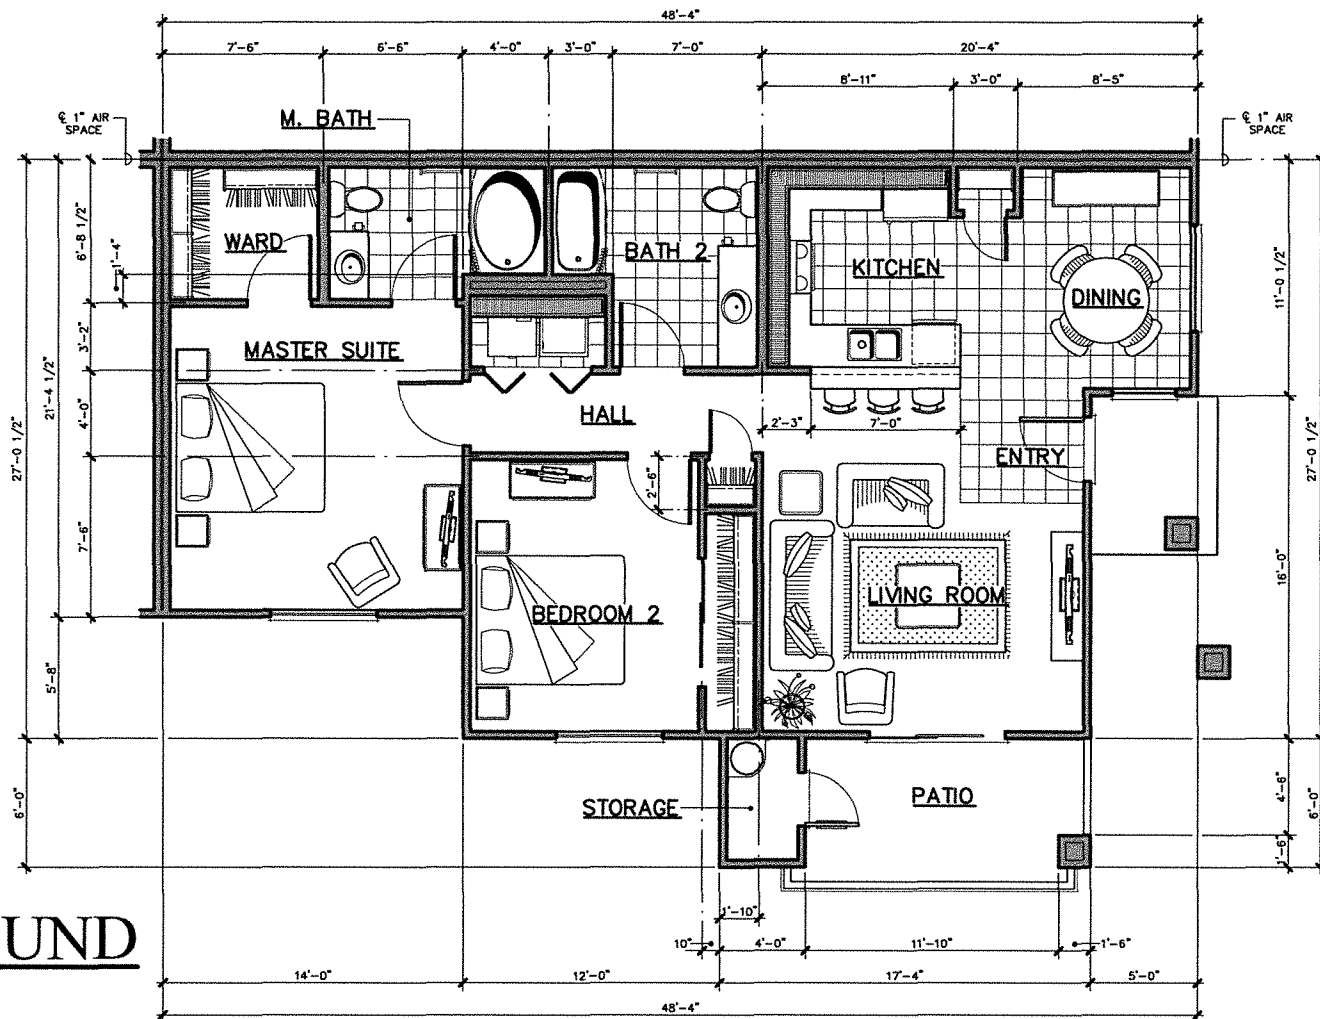 48'-4"
7'-6" 6'-6" 4'-0" 3'-0" 7'-0" 20'-4"
8'-11" 3'-0" 8'-5"
℄ 1" AIR
SPACE
M. BATH
℄ 1" AIR
SPACE
6'-8 1/2"
1'-4"
WARD
BATH 2
KITCHEN
DINING
11'-0 1/2"
3'-2"
MASTER SUITE
21'-4 1/2"
27'-0 1/2"
4'-0"
HALL
2'-3" 7'-0"
ENTRY
27'-0 1/2"
2'-6"
7'-6"
16'-0"
BEDROOM 2
LIVING ROOM
5'-8"
6'-0"
STORAGE
PATIO
4'-6"
6'-0"
1'-6"
1'-10"
UND
10" 4'-0" 11'-10" 1'-6"
14'-0" 12'-0" 17'-4" 5'-0"
48'-4"